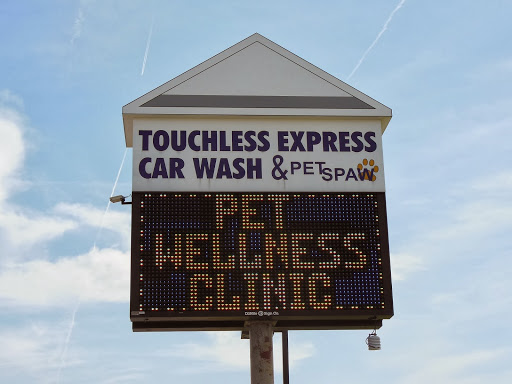 TOUCHLESS EXPRESS
CAR WASH & PET SPAW
PET
WELLNESS
CLINIC